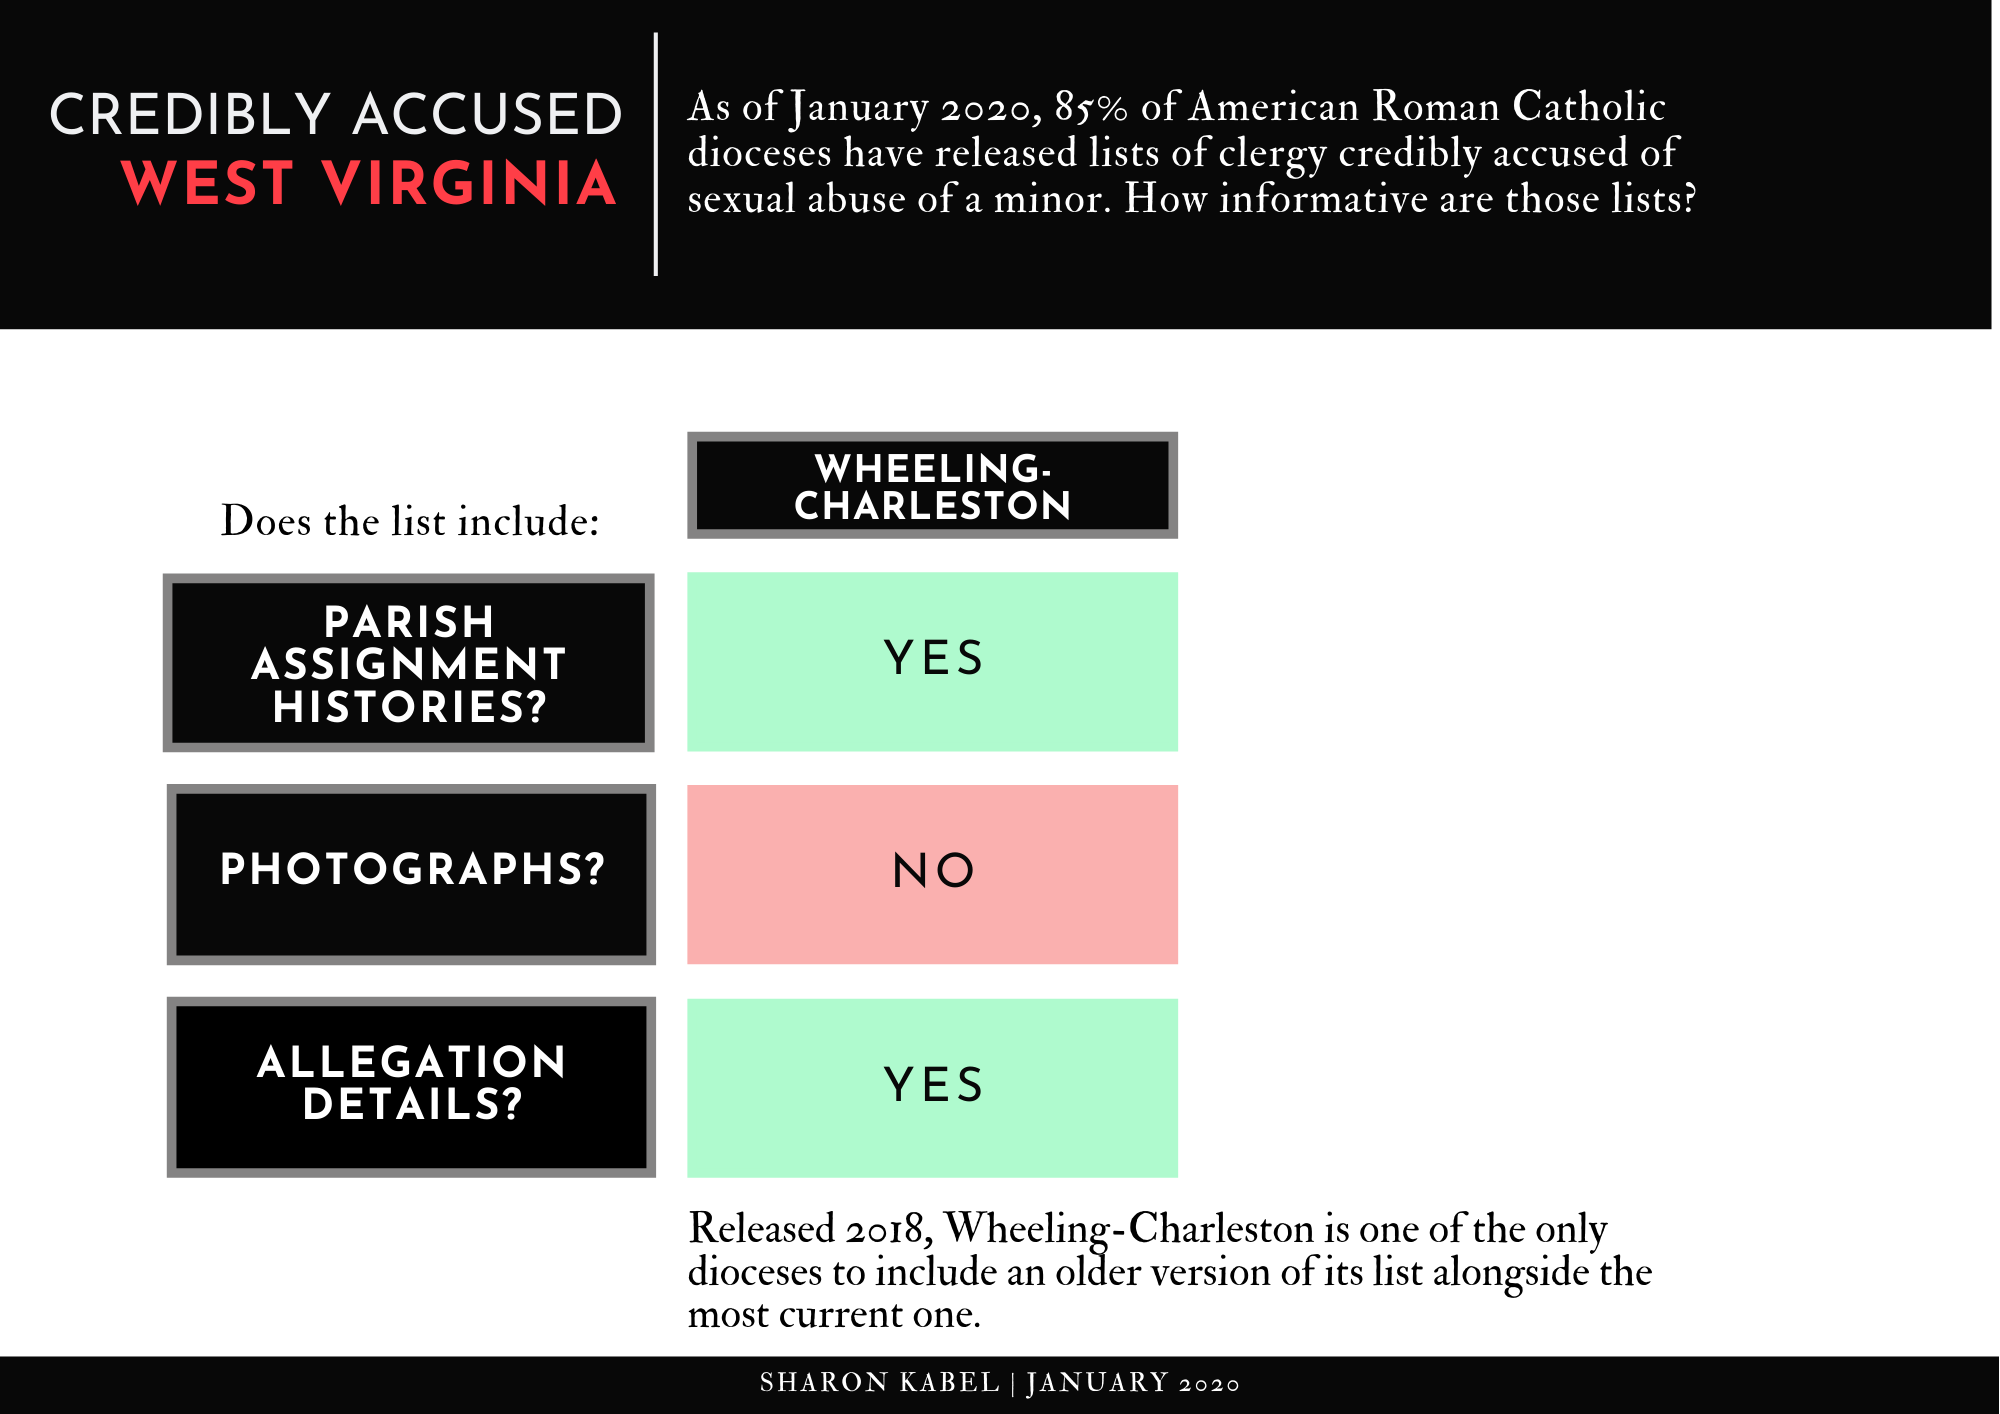 CREDIBLY ACCUSED
WEST VIRGINIA
As of January 2020, 85% of American Roman Catholic
dioceses have released lists of clergy credibly accused of
sexual abuse of a minor. How informative are those lists?
Does the list include:
WHEELING-
CHARLESTON
PARISH
ASSIGNMENT
HISTORIES?
YES
PHOTOGRAPHS?
NO
ALLEGATION
DETAILS?
YES
Released 2018, Wheeling-Charleston is one of the only
dioceses to include an older version of its list alongside the
most current one.
SHARON KABEL | JANUARY 2020